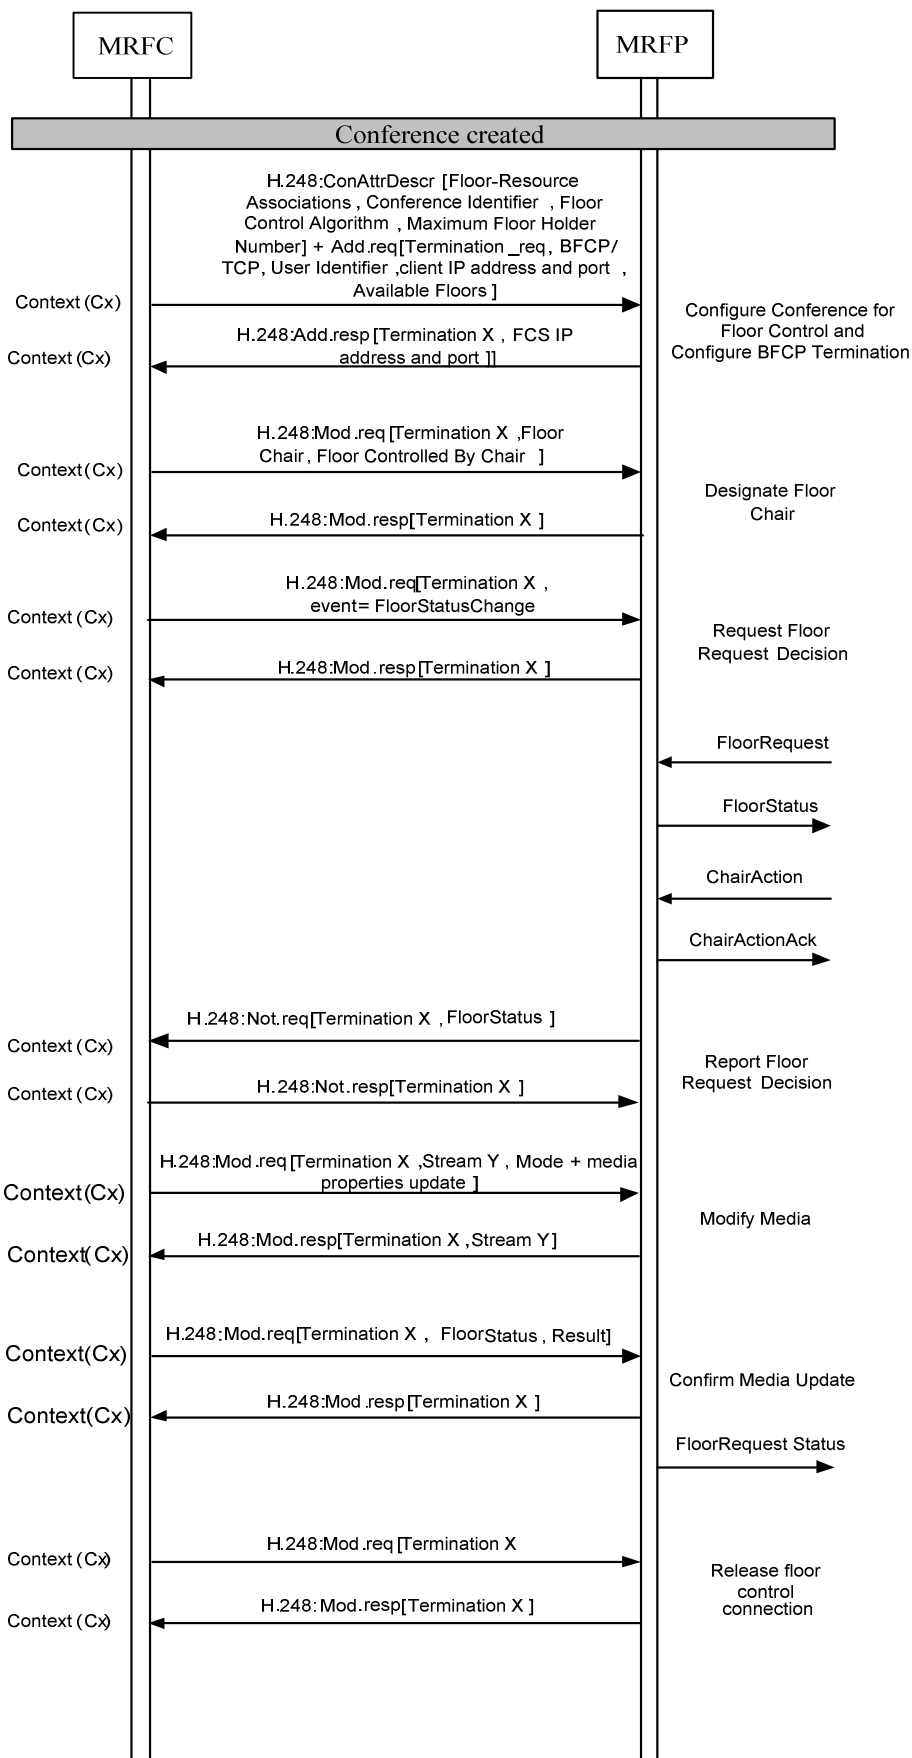 MRFC
MRFP
Conference created
H.248:ConAttrDescr [Floor-Resource
Associations , Conference Identifier , Floor
Control Algorithm , Maximum Floor Holder
Number] + Add.req[Termination _req, BFCP/
TCP, User Identifier ,client IP address and port ,
Available Floors ]
Context (Cx)
Configure Conference for
Floor Control and
Configure BFCP Termination
H.248:Add.resp [Termination X , FCS IP
address and port ]]
Context (Cx)
H.248:Mod.req [Termination X ,Floor
Chair, Floor Controlled By Chair ]
Context (Cx)
Designate Floor
Chair
H.248:Mod.resp[Termination X ]
Context (Cx)
H.248:Mod.req[Termination X ,
event= FloorStatusChange
Context (Cx)
Request Floor
Request Decision
H.248:Mod.resp[Termination X ]
Context (Cx)
FloorRequest
FloorStatus
ChairAction
ChairActionAck
H.248:Not.req[Termination X ,FloorStatus ]
Context (Cx)
Report Floor
Request Decision
H.248:Not.resp[Termination X ]
Context (Cx)
H.248:Mod.req [Termination X ,Stream Y , Mode + media
properties update ]
Context(Cx)
Modify Media
H.248:Mod.resp[Termination X ,Stream Y]
Context(Cx)
H.248:Mod.req[Termination X , FloorStatus , Result]
Context(Cx)
Confirm Media Update
H.248:Mod .resp[Termination X ]
Context(Cx)
FloorRequest Status
H.248:Mod.req [Termination X
Context (Cx)
Release floor
control
connection
H.248:Mod.resp[Termination X ]
Context (Cx)